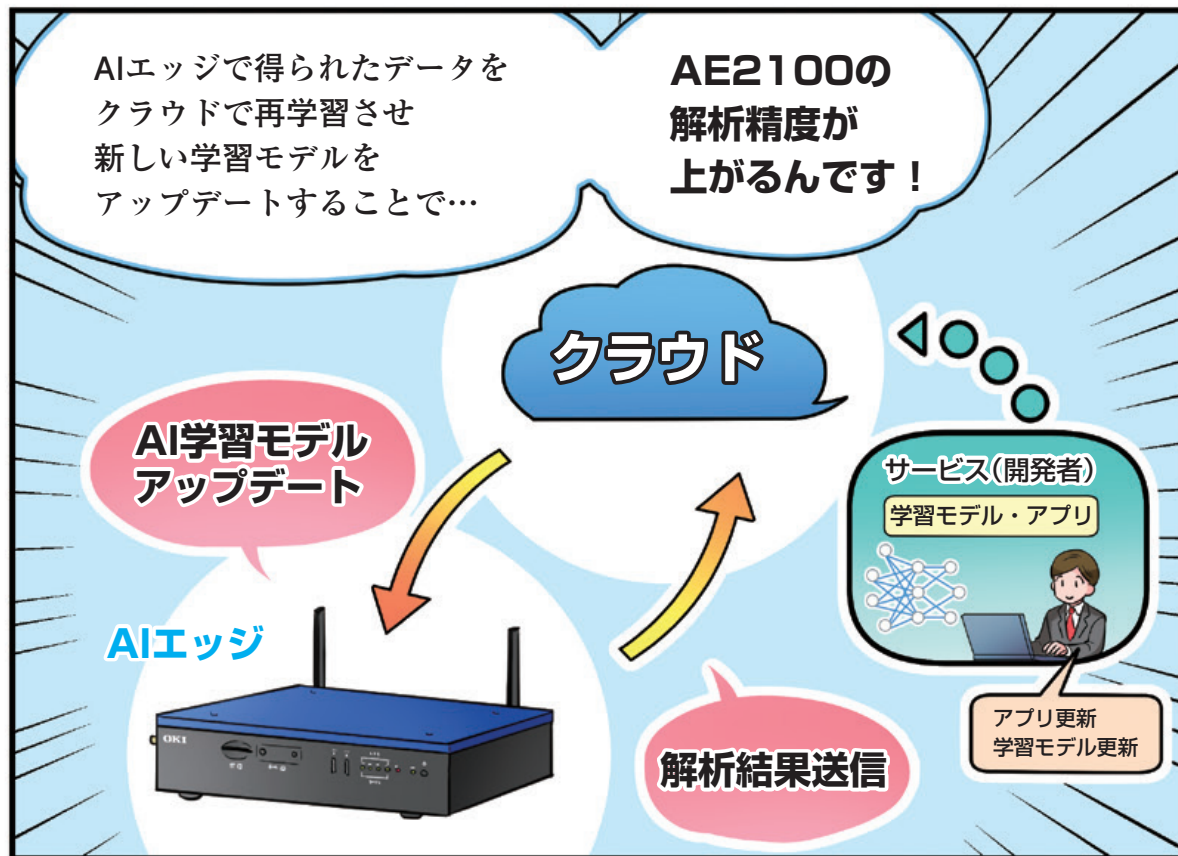 AIエッジで得られたデータを
クラウドで再学習させ
新しい学習モデルを
アップデートすることで…
AE2100の
解析精度が
上がるんです！
クラウド
AI学習モデル
アップデート
サービス(開発者)
学習モデル・アプリ
AIエッジ
アプリ更新
学習モデル更新
OKI
解析結果送信